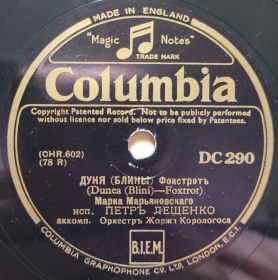 MADE IN ENGLAND
"Magic Notes"
TRADE MARK
Columbia
Copyright Patented Record. Not to be publicly performed
without licence nor sold below price fixed by Patentees.
(CHR.602)
(78 R)
DC 290
ДУНЯ (БЛИНЫ) Фокстротъ
(Dunea (Blini)—Foxtrot)
Марка Марьяновскаго
исп. ПЕТРЪ ЛЕЩЕНКО
аккомп. Оркестръ Жоржъ Корологосъ
B.I.E.M.
COLUMBIA GRAPHOPHONE CO. LTD. LONDON, E.C.1.